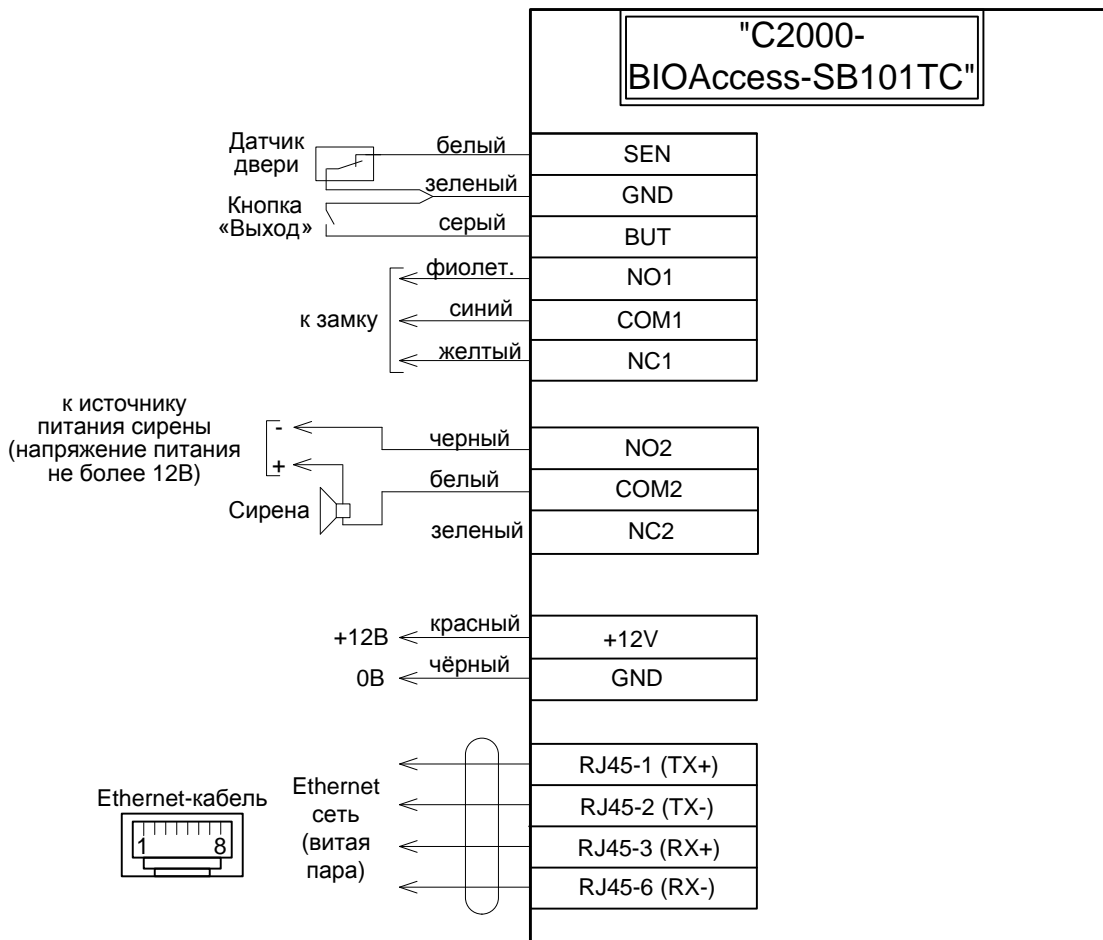 "C2000-
BIOAccess-SB101TC"
Датчик
двери
белый
SEN
зеленый
GND
Кнопка
«Выход»
серый
BUT
фиолет.
NO1
к замку
синий
COM1
желтый
NC1
к источнику
питания сирены
(напряжение питания
не более 12В)
-
+
черный
NO2
белый
COM2
Сирена
зеленый
NC2
+12В
красный
+12V
0В
чёрный
GND
Ethernet-кабель
1 8
Ethernet
сеть
(витая
пара)
RJ45-1 (TX+)
RJ45-2 (TX-)
RJ45-3 (RX+)
RJ45-6 (RX-)